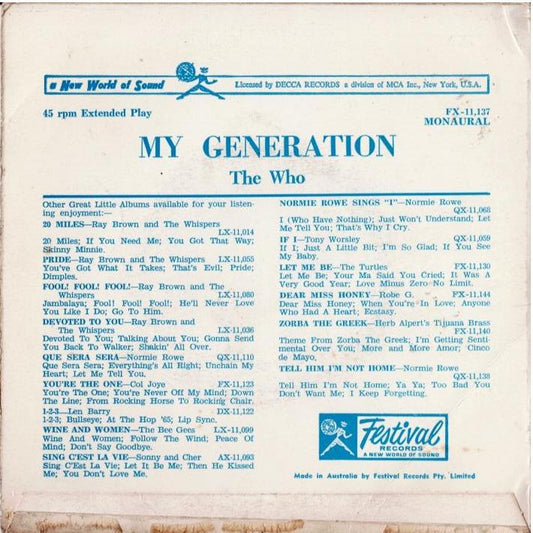 a New World of Sound
Licensed by DECCA RECORDS a division of MCA Inc., New York, U.S.A.
45 rpm Extended Play
FX-11,137
MONAURAL
MY GENERATION
The Who
Other Great Little Albums available for your listen-
ing enjoyment:—
20 MILES—Ray Brown and The Whispers
LX-11,014
20 Miles; If You Need Me; You Got That Way;
Skinny Minnie.
PRIDE—Ray Brown and The Whispers LX-11,055
You've Got What It Takes; That's Evil; Pride;
Dimples.
FOOL! FOOL! FOOL!—Ray Brown and The
Whispers LX-11,080
Jambalaya; Fool! Fool! Fool!; He'll Never Love
You Like I Do; Go To Him.
DEVOTED TO YOU—Ray Brown and
The Whispers LX-11,036
Devoted To You; Talking About You; Gonna Send
You Back To Walker; Shakin' All Over.
QUE SERA SERA—Normie Rowe QX-11,110
Que Sera Sera; Everything's All Right; Unchain My
Heart; Let Me Tell You.
YOU'RE THE ONE—Col Joye FX-11,123
You're The One; You're Never Off My Mind; Down
The Line; From Rocking Horse To Rocking Chair.
1-2-3—Len Barry DX-11,122
1-2-3; Bullseye; At The Hop '65; Lip Sync.
WINE AND WOMEN—The Bee Gees LX-11,099
Wine And Women; Follow The Wind; Peace Of
Mind; Don't Say Goodbye.
SING C'EST LA VIE—Sonny and Cher AX-11,093
Sing C'Est La Vie; Let It Be Me; Then He Kissed
Me; You Don't Love Me.
NORMIE ROWE SINGS "I"—Normie Rowe
QX-11,068
I (Who Have Nothing); Just Won't Understand; Let
Me Tell You; That's Why I Cry.
IF I—Tony Worsley QX-11,059
If I; Just A Little Bit; I'm So Glad; If You See
My Baby.
LET ME BE—The Turtles FX-11,130
Let Me Be; Your Ma Said You Cried; It Was A
Very Good Year; Love Minus Zero—No Limit.
DEAR MISS HONEY—Robe G. FX-11,144
Dear Miss Honey; When You're In Love; Anyone
Who Had A Heart; Ecstasy.
ZORBA THE GREEK—Herb Alpert's Tijuana Brass
FX-11,140
Theme From Zorba The Greek; I'm Getting Senti-
mental Over You; More and More Amor; Cinco
de Mayo.
TELL HIM I'M NOT HOME—Normie Rowe
QX-11,138
Tell Him I'm Not Home; Ya Ya; Too Bad You
Don't Want Me; I Keep Forgetting.
Festival
RECORDS
A NEW WORLD OF SOUND
Made in Australia by Festival Records Pty. Limited